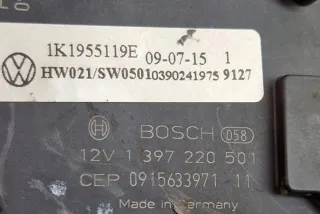 1K1955119E 09-07-15 1
HW021/SW0501 0390241975 9127
BOSCH 058
12V 1 397 220 501
CEP 0915633971 11
Made in Germany